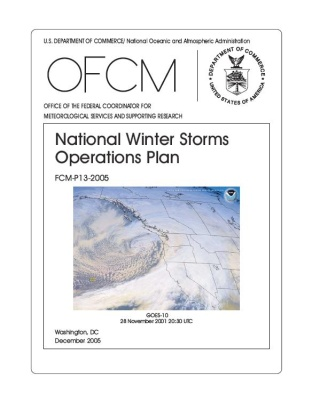 U.S. DEPARTMENT OF COMMERCE/ National Oceanic and Atmospheric Administration
OFCM
DEPARTMENT OF COMMERCE
UNITED STATES OF AMERICA
OFFICE OF THE FEDERAL COORDINATOR FOR
METEOROLOGICAL SERVICES AND SUPPORTING RESEARCH
National Winter Storms
Operations Plan
FCM-P13-2005
GOES-10
28 November 2001 20:30 UTC
Washington, DC
December 2005